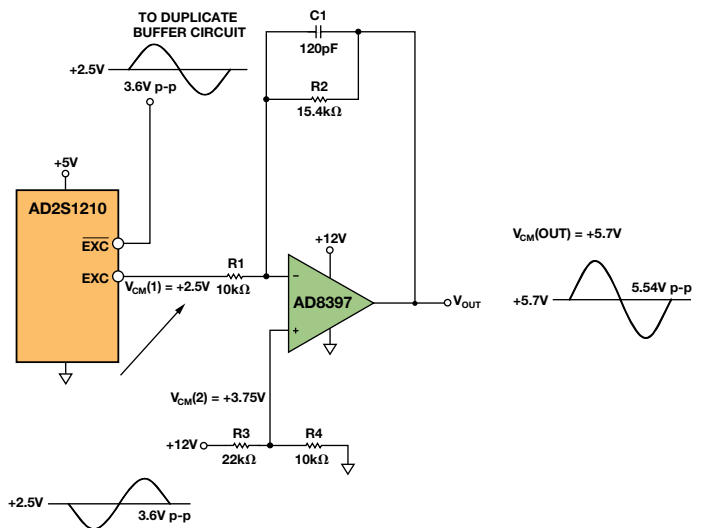 TO DUPLICATE
BUFFER CIRCUIT
+2.5V
3.6V p-p
C1
120pF
R2
15.4kΩ
+5V
AD2S1210
EXC
EXC
V_CM(1) = +2.5V
R1
10kΩ
+12V
−
AD8397
+
V_OUT
V_CM(OUT) = +5.7V
5.54V p-p
+5.7V
V_CM(2) = +3.75V
+12V
R3
22kΩ
R4
10kΩ
+2.5V
3.6V p-p